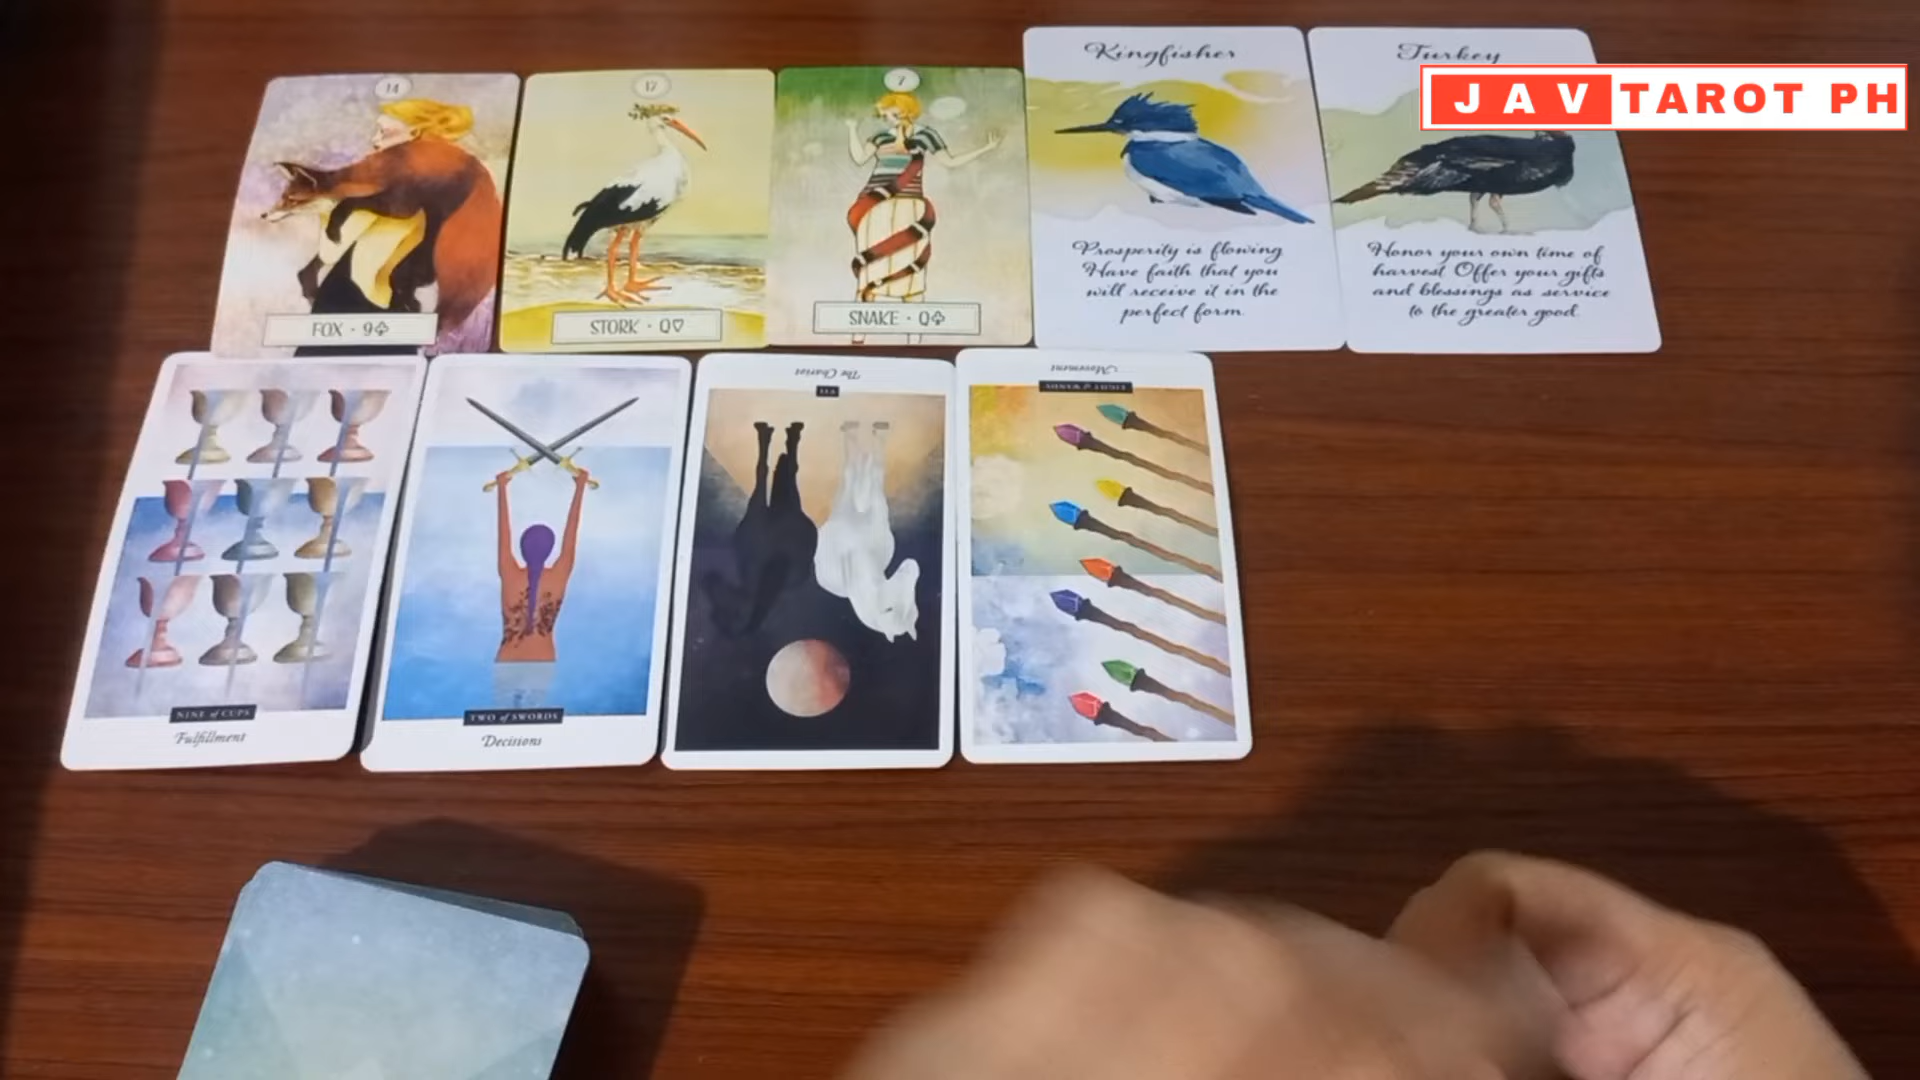 Kingfisher
Turkey
JAV TAROT PH
14
17
7
Prosperity is flowing
Have faith that you
will receive it in the
perfect form.
Honor your own time of
harvest Offer your gifts
and blessings as service
to the greater good.
FOX · 9♧
STORK · Q♡
SNAKE · Q♧
The Chariot
VII
Movement
EIGHT of WANDS
NINE of CUPS
Fulfillment
TWO of SWORDS
Decisions